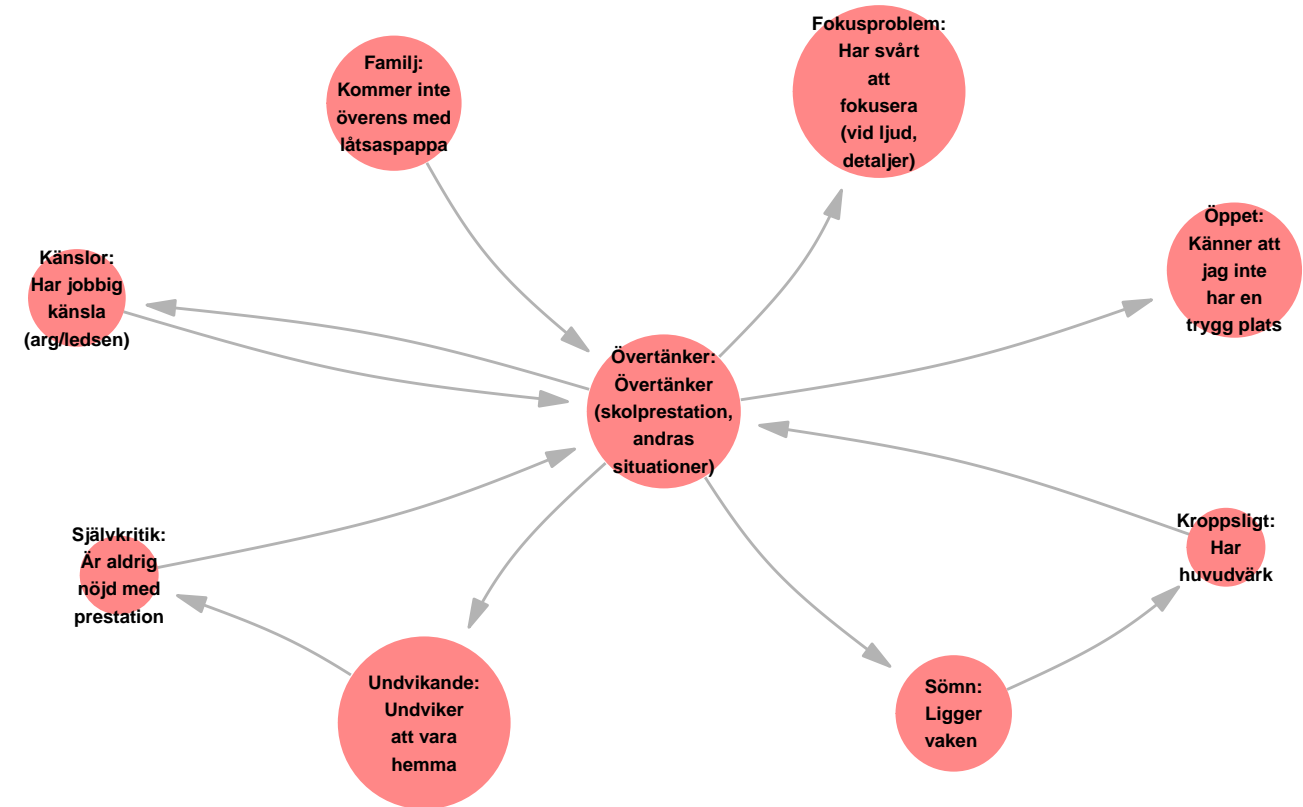 Fokusproblem:
Har svårt
att
fokusera
(vid ljud,
detaljer)
Familj:
Kommer inte
överens med
låtsaspappa
Öppet:
Känner att
jag inte
har en
trygg plats
Känslor:
Har jobbig
känsla
(arg/ledsen)
Övertänker:
Övertänker
(skolprestation,
andras
situationer)
Kroppsligt:
Har
huvudvärk
Självkritik:
Är aldrig
nöjd med
prestation
Undvikande:
Undviker
att vara
hemma
Sömn:
Ligger
vaken